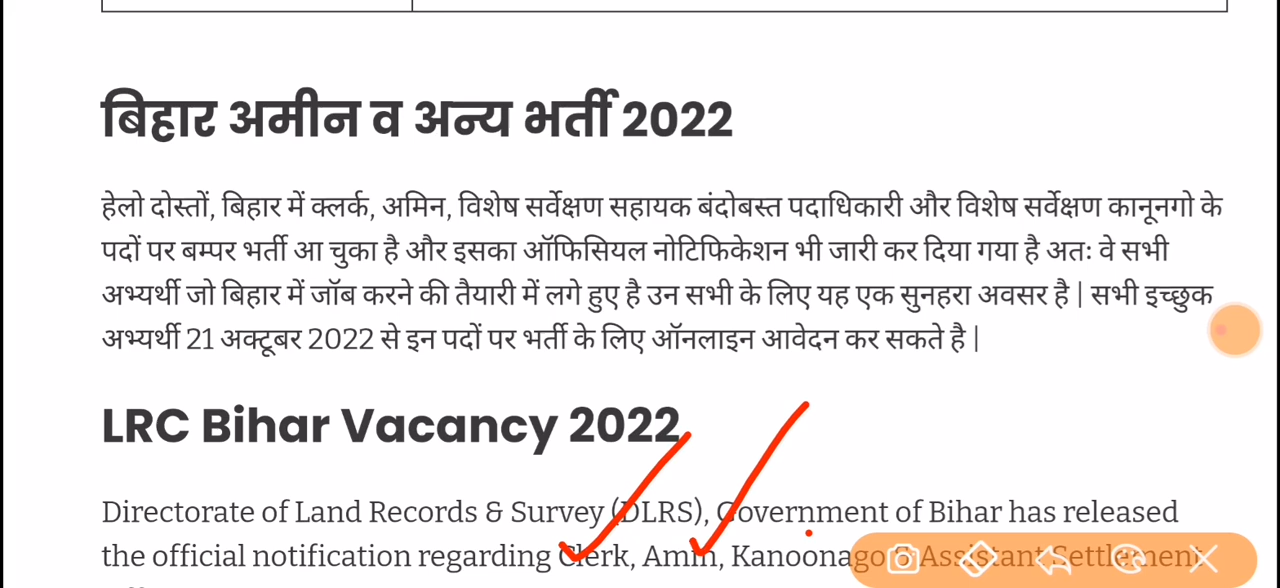 बिहार अमीन व अन्य भर्ती 2022
हेलो दोस्तों, बिहार में क्लर्क, अमिन, विशेष सर्वेक्षण सहायक बंदोबस्त पदाधिकारी और विशेष सर्वेक्षण कानूनगो के
पदों पर बम्पर भर्ती आ चुका है और इसका ऑफिसियल नोटिफिकेशन भी जारी कर दिया गया है अतः वे सभी
अभ्यर्थी जो बिहार में जॉब करने की तैयारी में लगे हुए है उन सभी के लिए यह एक सुनहरा अवसर है | सभी इच्छुक
अभ्यर्थी 21 अक्टूबर 2022 से इन पदों पर भर्ती के लिए ऑनलाइन आवेदन कर सकते है |
LRC Bihar Vacancy 2022
Directorate of Land Records & Survey (DLRS), Government of Bihar has released
the official notification regarding Clerk, Amin, Kanoonago & Assistant Settlement